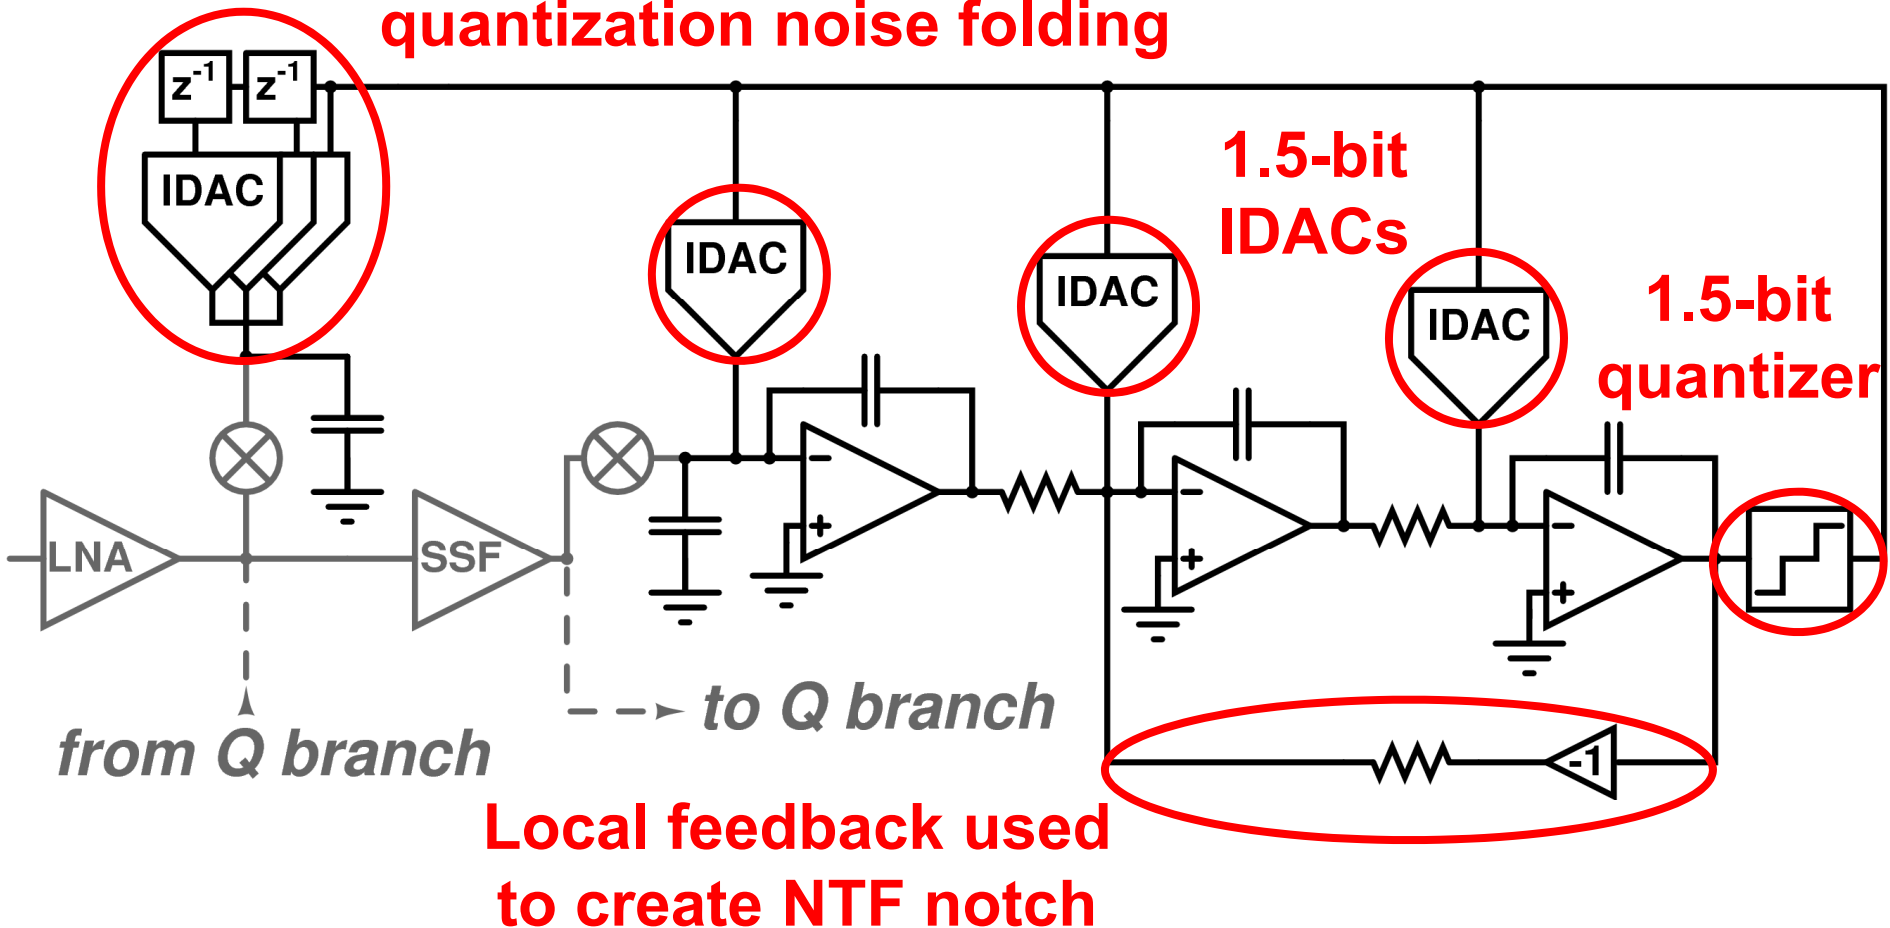 quantization noise folding
z-1 z-1
IDAC
IDAC
IDAC
IDAC
1.5-bit
IDACs
1.5-bit
quantizer
LNA
SSF
-
+
-
+
-
+
from Q branch
to Q branch
-1
Local feedback used
to create NTF notch